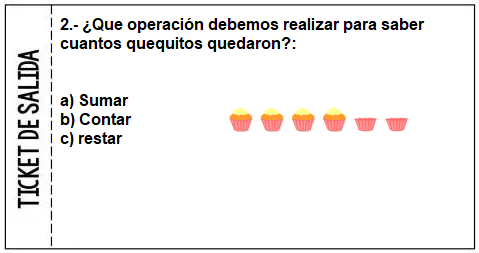 TICKET DE SALIDA
2.- ¿Que operación debemos realizar para saber
cuantos quequitos quedaron?:
a) Sumar
b) Contar
c) restar